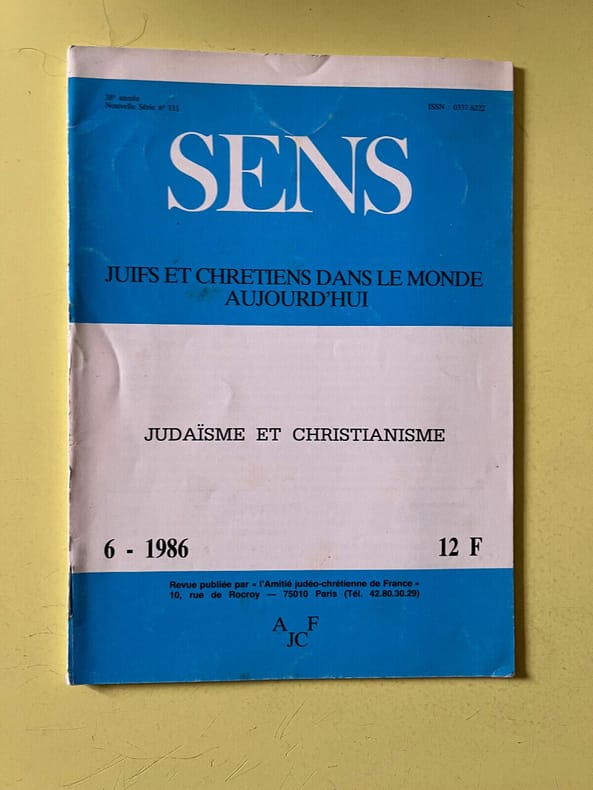 38e année
Nouvelle Série n° 111
ISSN : 0337-6222
SENS
JUIFS ET CHRETIENS DANS LE MONDE
AUJOURD'HUI
JUDAÏSME ET CHRISTIANISME
6 - 1986
12 F
Revue publiée par « l'Amitié judéo-chrétienne de France »
10, rue de Rocroy — 75010 Paris (Tél. 42.80.30.29)
A F
JC